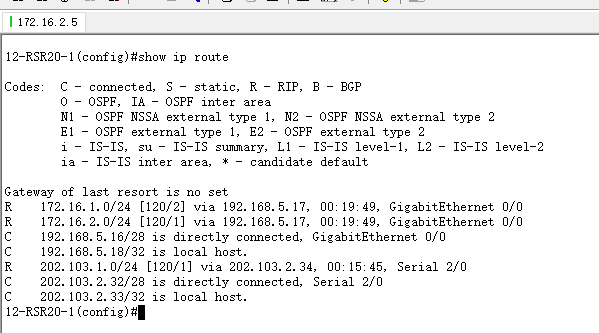 172.16.2.5
12-RSR20-1(config)#show ip route
Codes:  C - connected, S - static, R - RIP, B - BGP
        O - OSPF, IA - OSPF inter area
        N1 - OSPF NSSA external type 1, N2 - OSPF NSSA external type 2
        E1 - OSPF external type 1, E2 - OSPF external type 2
        i - IS-IS, su - IS-IS summary, L1 - IS-IS level-1, L2 - IS-IS level-2
        ia - IS-IS inter area, * - candidate default
Gateway of last resort is no set
R    172.16.1.0/24 [120/2] via 192.168.5.17, 00:19:49, GigabitEthernet 0/0
R    172.16.2.0/24 [120/1] via 192.168.5.17, 00:19:49, GigabitEthernet 0/0
C    192.168.5.16/28 is directly connected, GigabitEthernet 0/0
C    192.168.5.18/32 is local host.
R    202.103.1.0/24 [120/1] via 202.103.2.34, 00:15:45, Serial 2/0
C    202.103.2.32/28 is directly connected, Serial 2/0
C    202.103.2.33/32 is local host.
12-RSR20-1(config)#